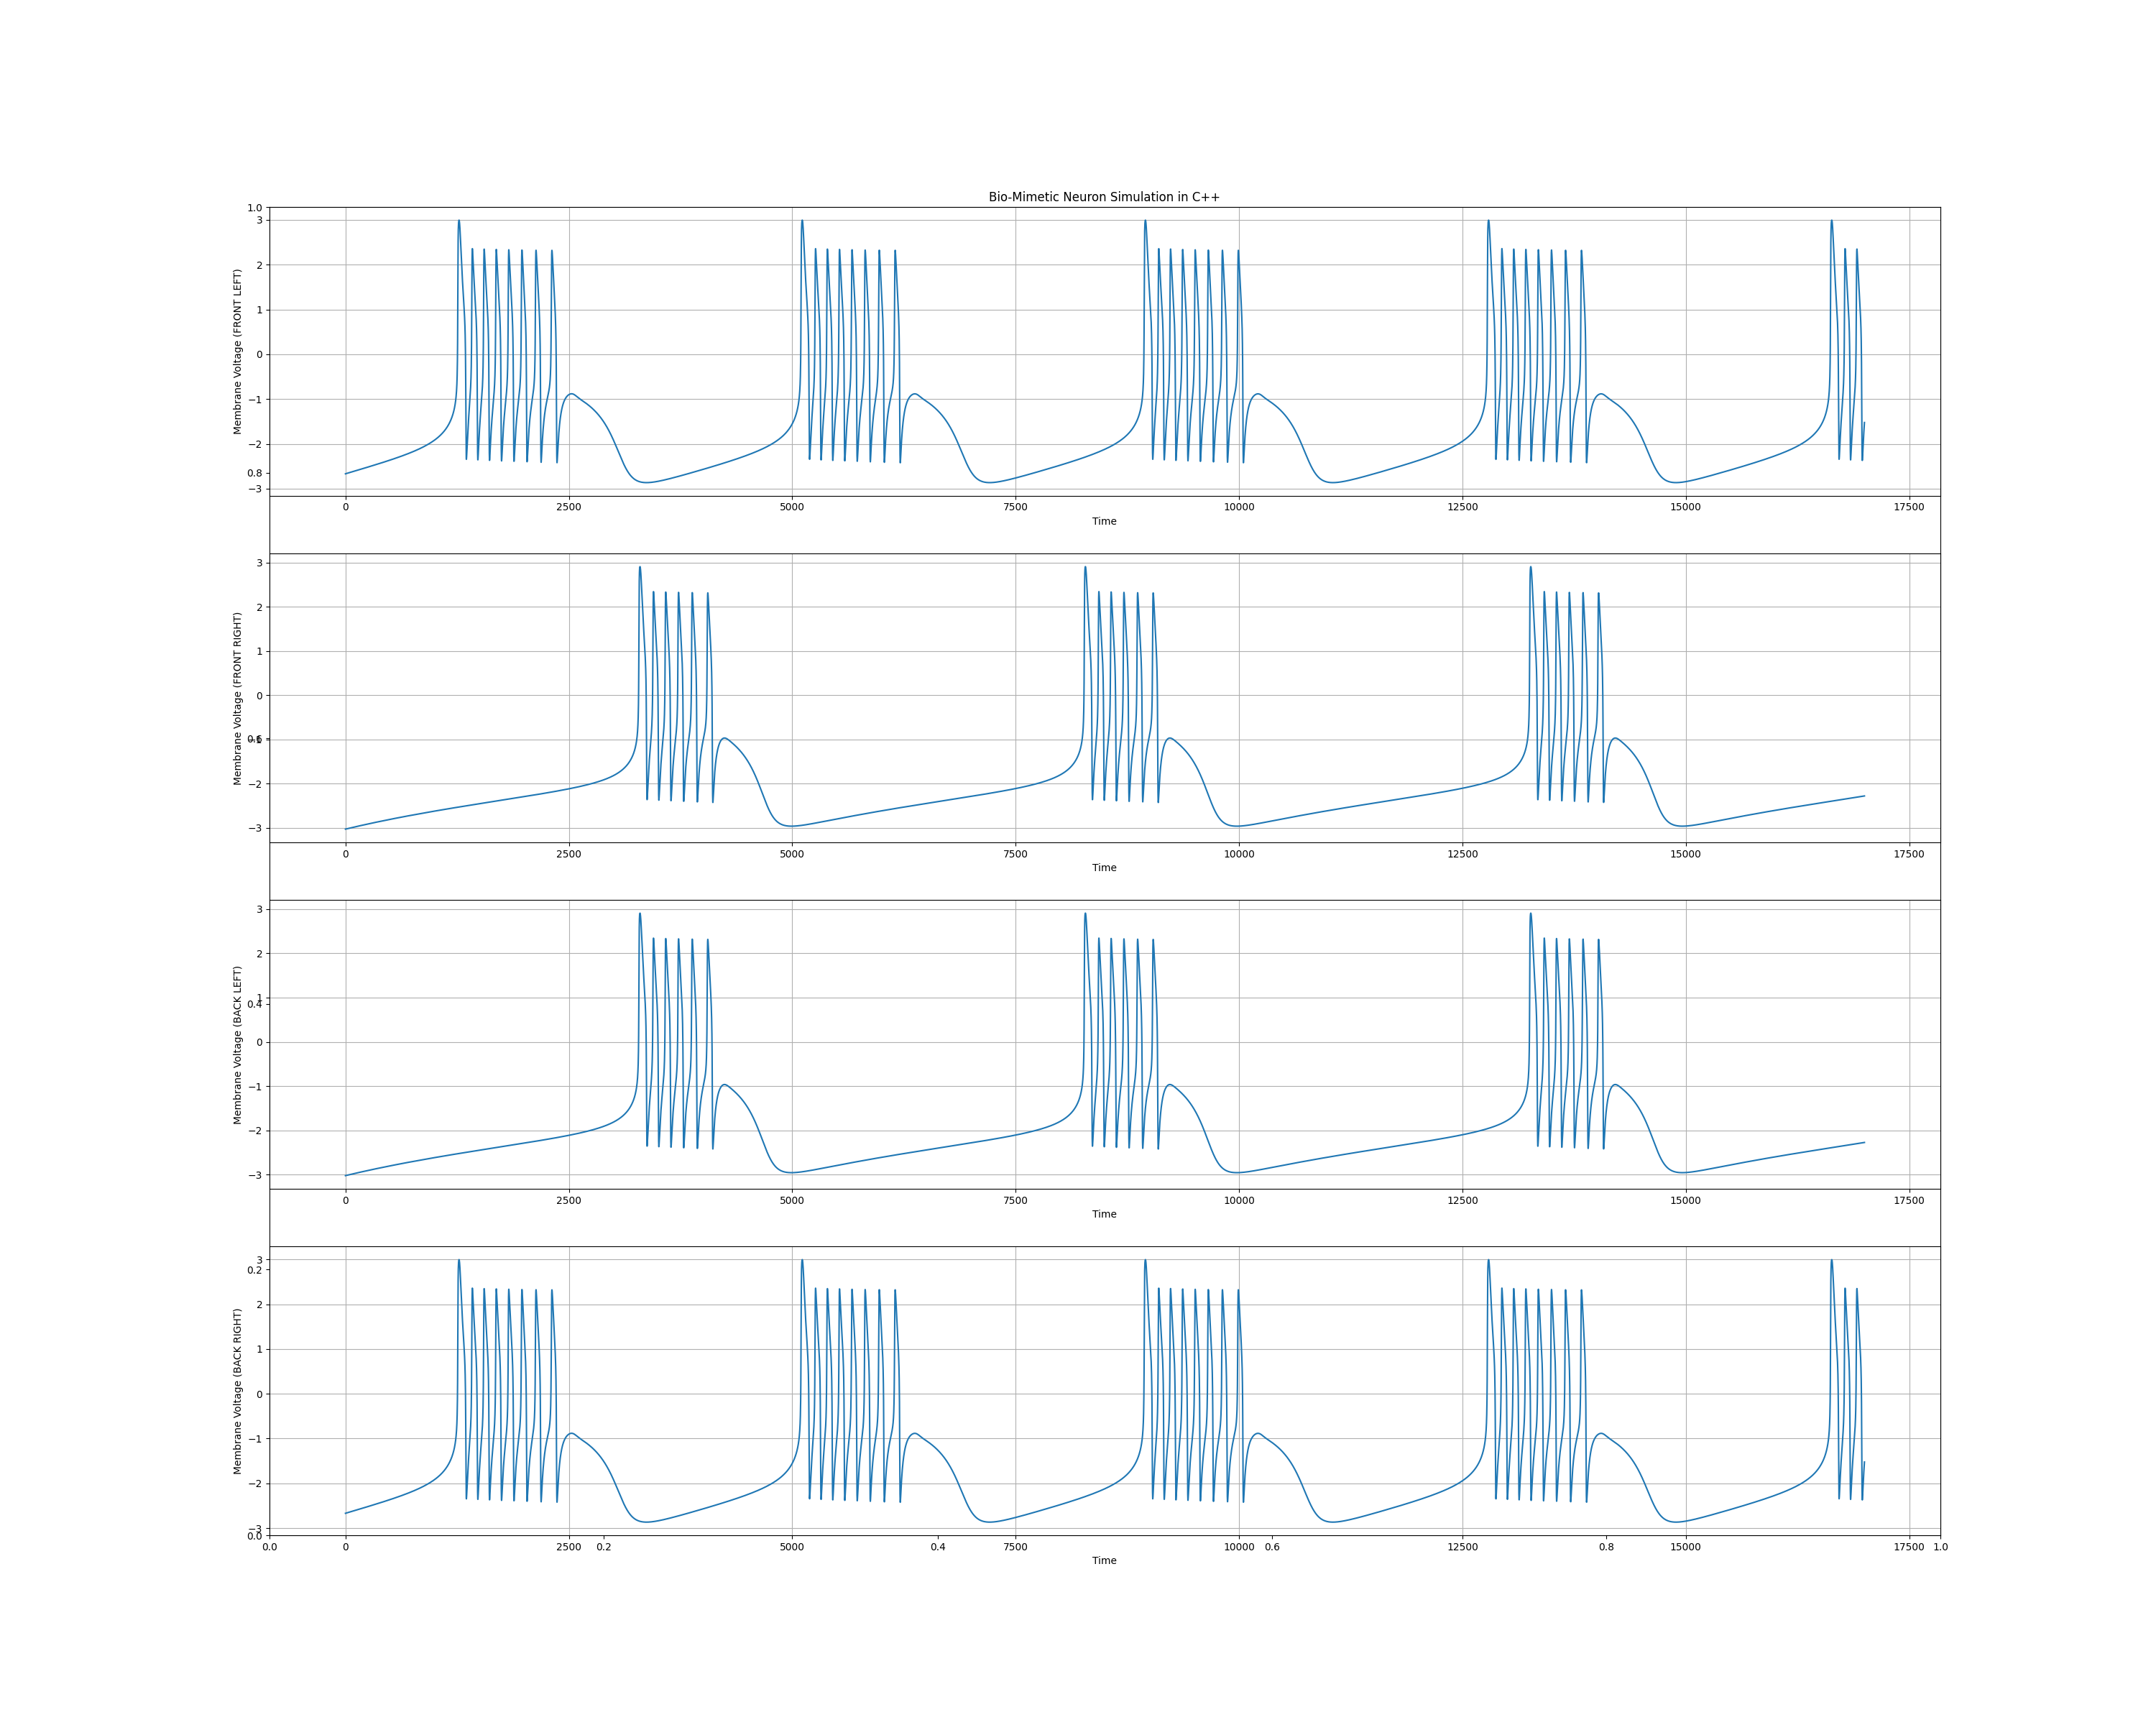 Bio-Mimetic Neuron Simulation in C++
1.0
3
2
1
0
−1
−2
0.8
−3
Membrane Voltage (FRONT LEFT)
0 2500 5000 7500 10000 12500 15000 17500
Time
3
2
1
0
−2
−3
Membrane Voltage (FRONT RIGHT)
0 2500 5000 7500 10000 12500 15000 17500
Time
3
2
1
0.4
0
−1
−2
−3
Membrane Voltage (BACK LEFT)
0 2500 5000 7500 10000 12500 15000 17500
Time
3
0.2
2
1
0
−1
−2
−3
0.0
Membrane Voltage (BACK RIGHT)
0.0 0 2500 0.2 5000 0.4 7500 10000 0.6 12500 0.8 15000 17500 1.0
Time